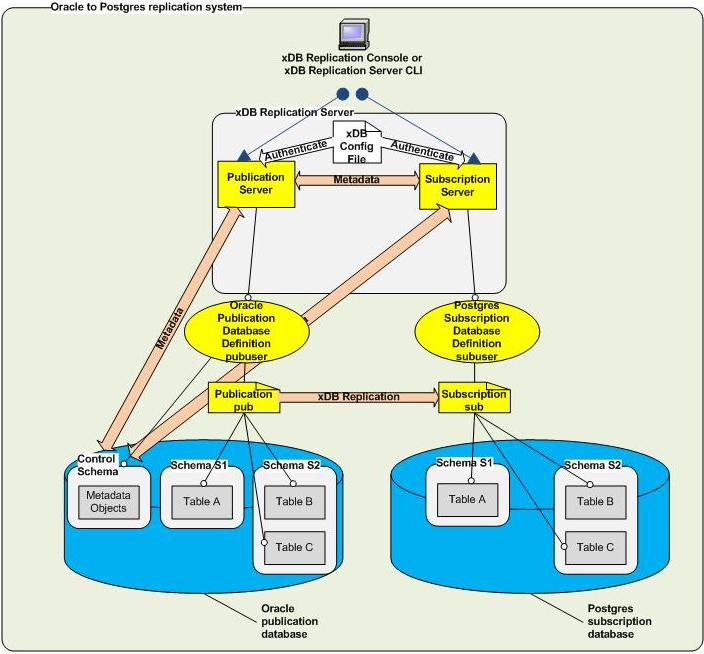 Oracle to Postgres replication system
xDB Replication Console or
xDB Replication Server CLI
xDB Replication Server
xDB
Config
File
Authenticate
Authenticate
Publication
Server
Metadata
Subscription
Server
Metadata
Oracle
Publication
Database
Definition
pubuser
Postgres
Subscription
Database
Definition
subuser
Publication
pub
xDB Replication
Subscription
sub
Control
Schema
Metadata
Objects
Schema S1
Table A
Schema S2
Table B
Table C
Schema S1
Table A
Schema S2
Table B
Table C
Oracle
publication
database
Postgres
subscription
database